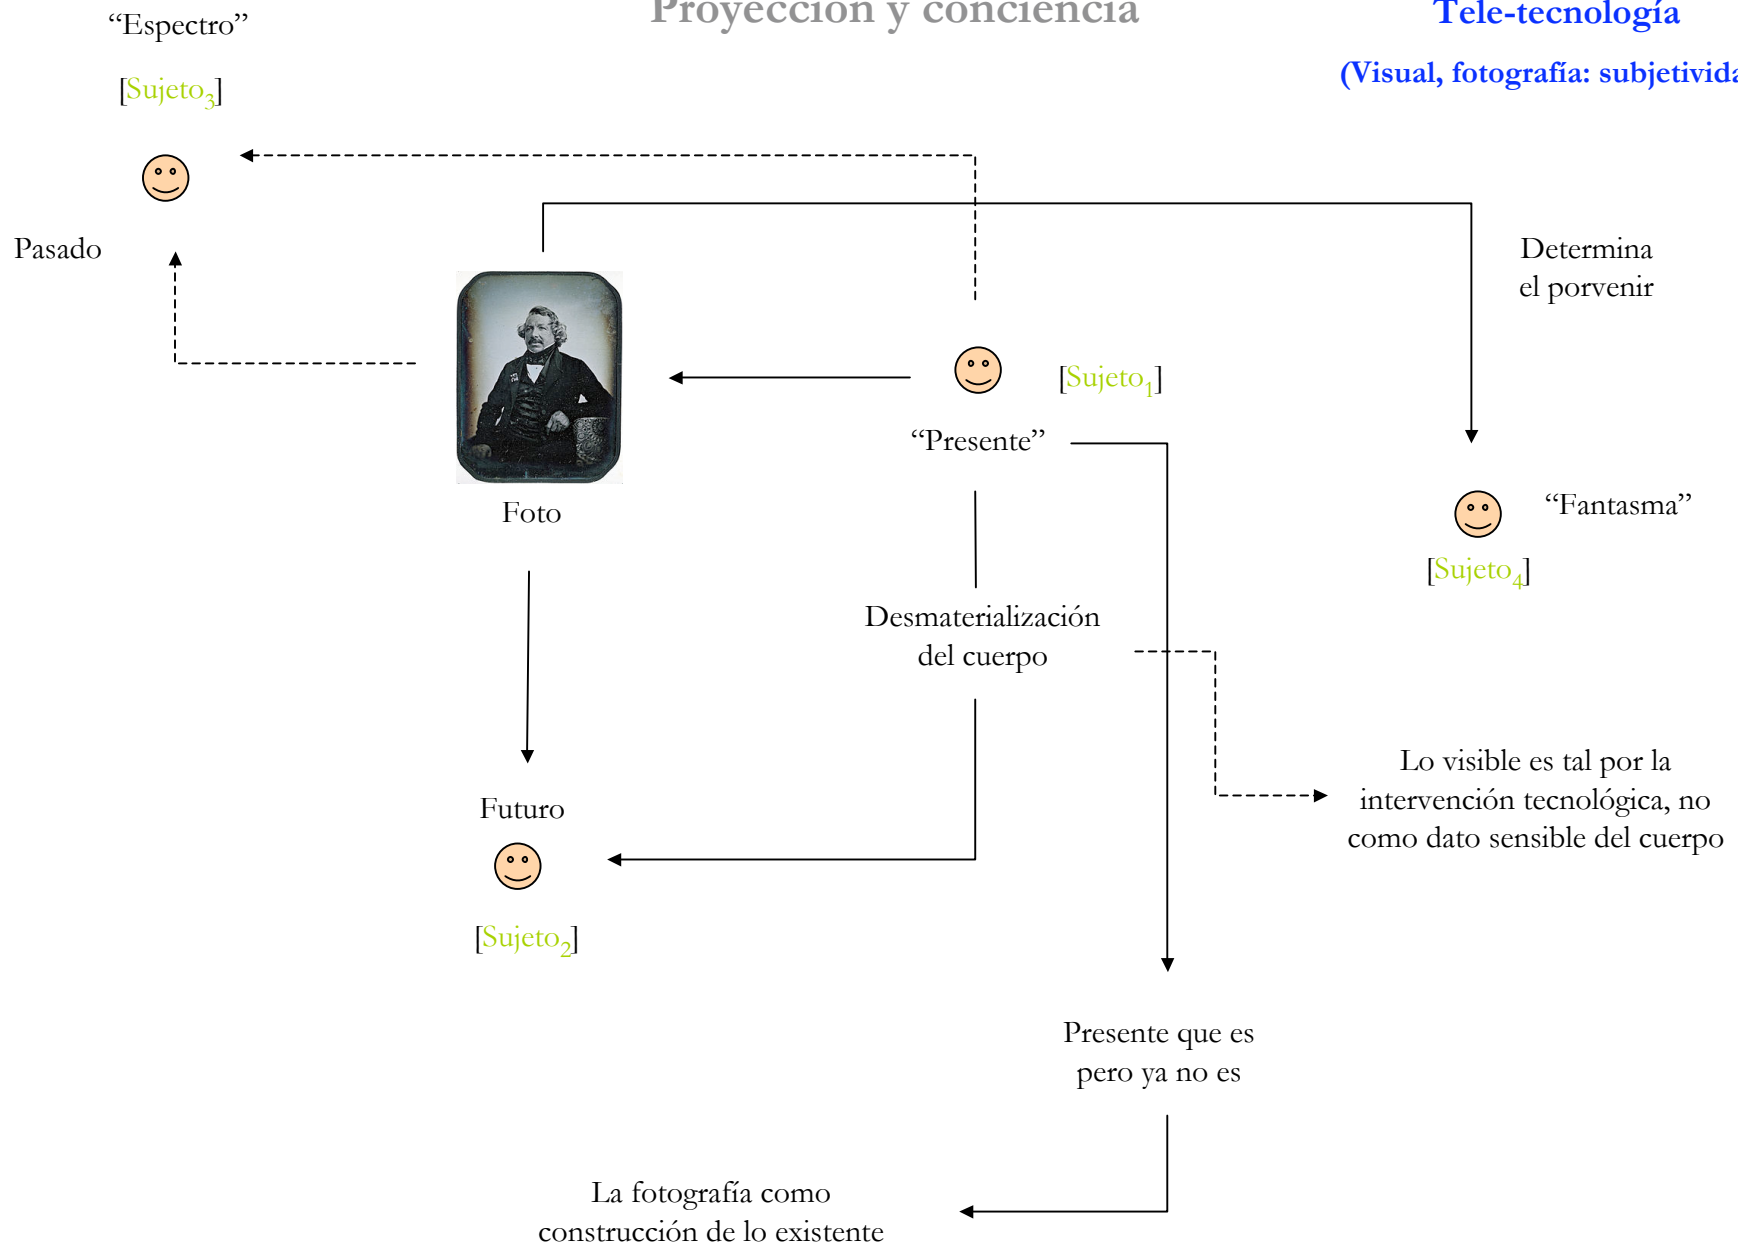 Proyección y conciencia
Tele-tecnología
(Visual, fotografía: subjetivida
“Espectro”
[Sujeto3]
Pasado
Determina
el porvenir
[Sujeto1]
“Presente”
“Fantasma”
[Sujeto4]
Foto
Desmaterialización
del cuerpo
Lo visible es tal por la
intervención tecnológica, no
como dato sensible del cuerpo
Futuro
[Sujeto2]
Presente que es
pero ya no es
La fotografía como
construcción de lo existente